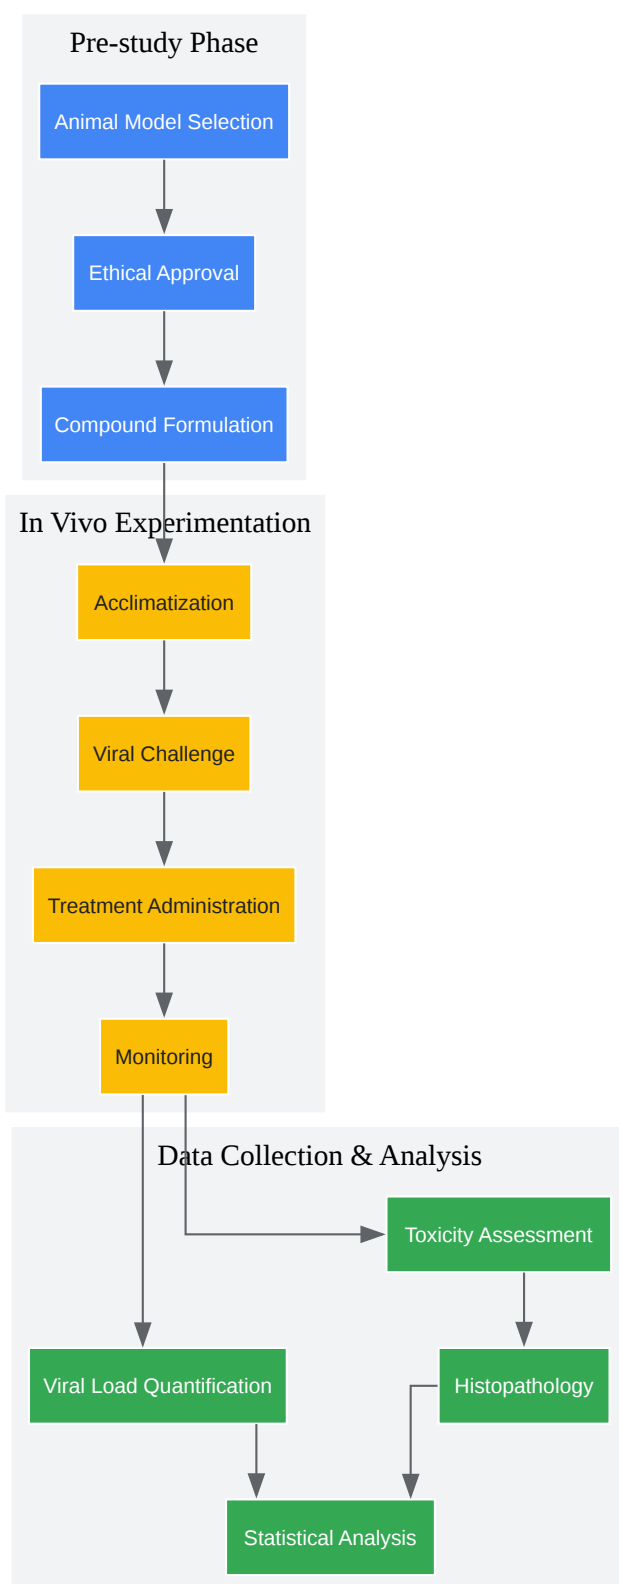 Pre-study Phase
Animal Model Selection
Ethical Approval
Compound Formulation
In Vivo Experimentation
Acclimatization
Viral Challenge
Treatment Administration
Monitoring
Data Collection & Analysis
Toxicity Assessment
Viral Load Quantification
Histopathology
Statistical Analysis